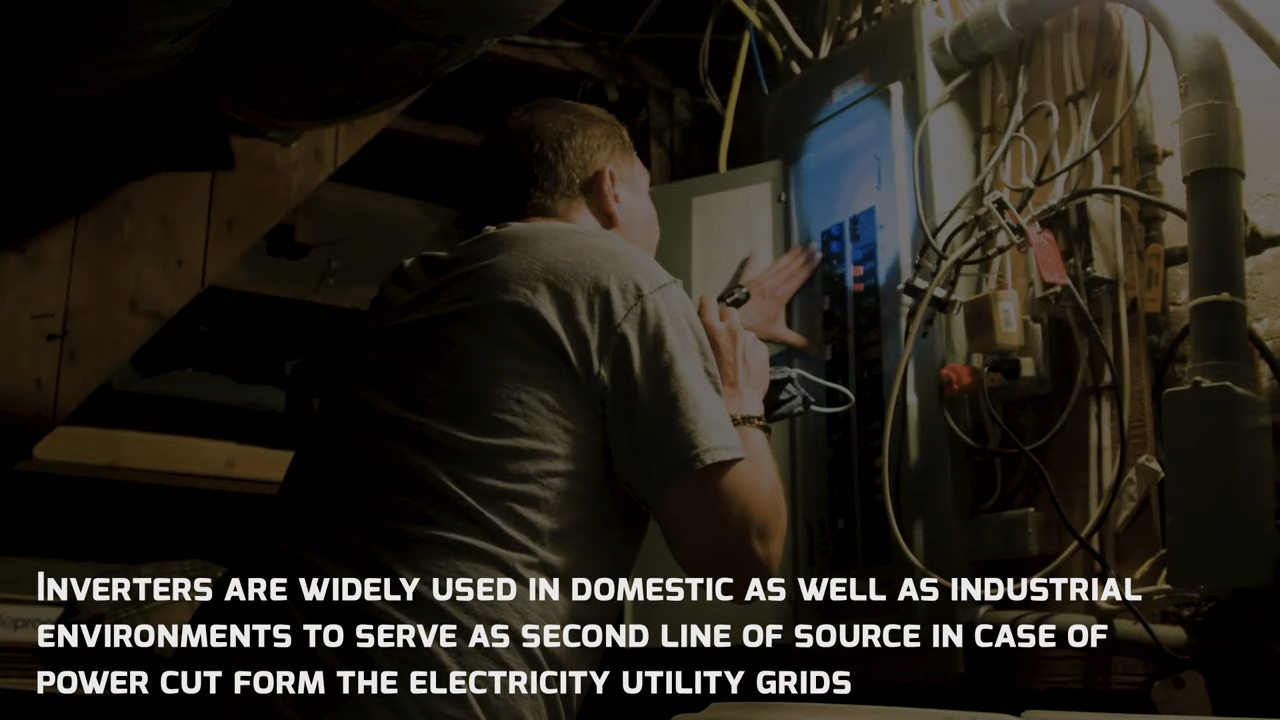 Inverters are widely used in domestic as well as industrial
environments to serve as second line of source in case of
power cut form the electricity utility grids